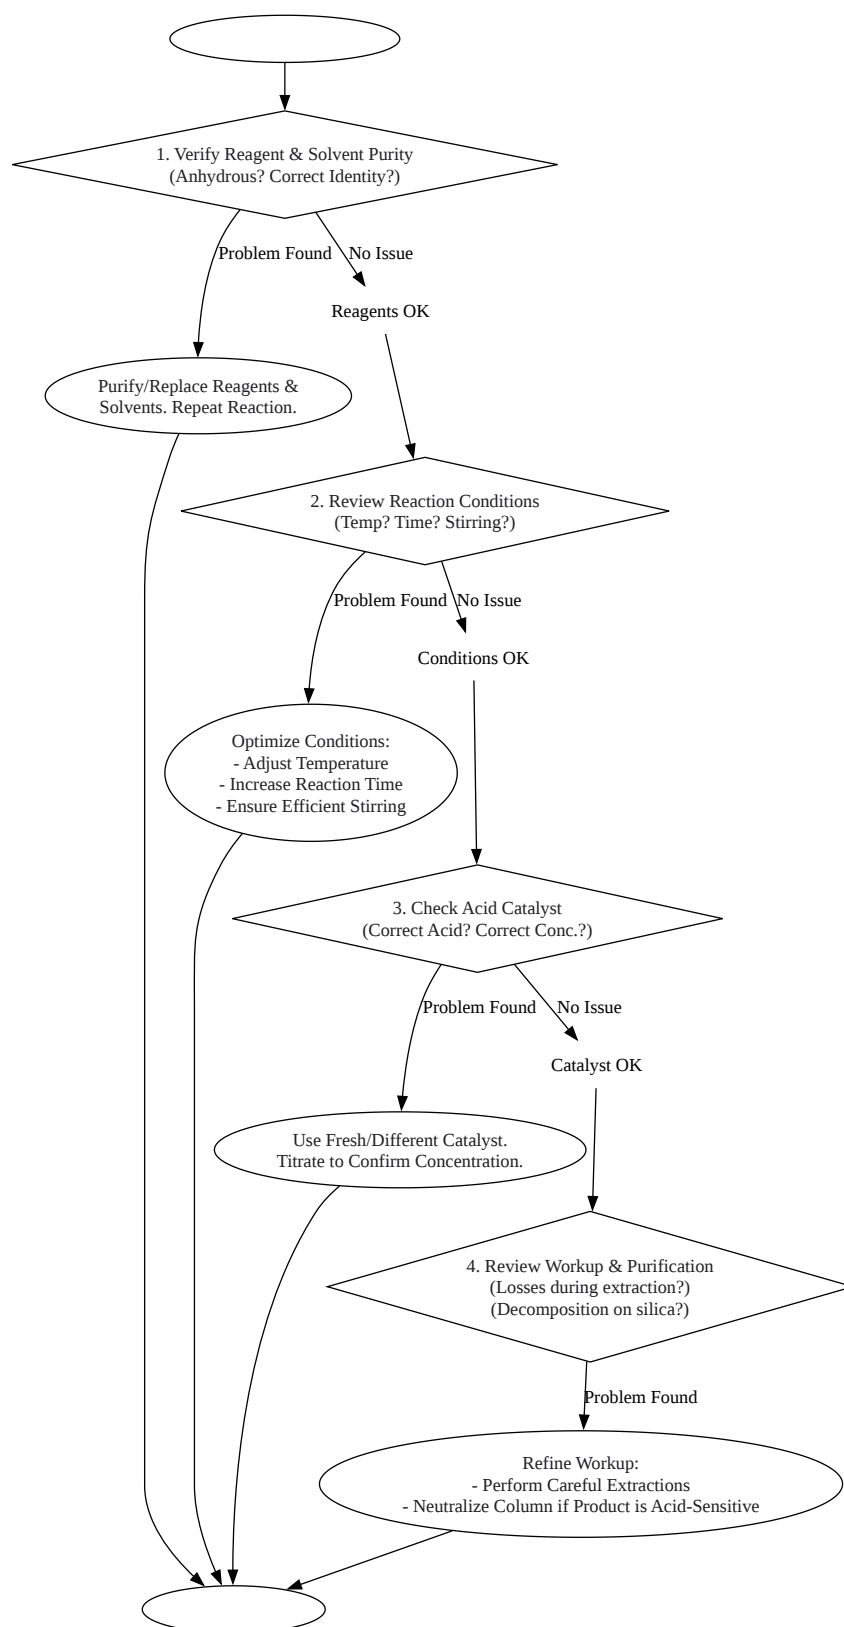 1. Verify Reagent & Solvent Purity
(Anhydrous? Correct Identity?)
Problem Found
No Issue
Reagents OK
Purify/Replace Reagents &
Solvents. Repeat Reaction.
2. Review Reaction Conditions
(Temp? Time? Stirring?)
Problem Found
No Issue
Conditions OK
Optimize Conditions:
- Adjust Temperature
- Increase Reaction Time
- Ensure Efficient Stirring
3. Check Acid Catalyst
(Correct Acid? Correct Conc.?)
Problem Found
No Issue
Catalyst OK
Use Fresh/Different Catalyst.
Titrate to Confirm Concentration.
4. Review Workup & Purification
(Losses during extraction?)
(Decomposition on silica?)
Problem Found
Refine Workup:
- Perform Careful Extractions
- Neutralize Column if Product is Acid-Sensitive